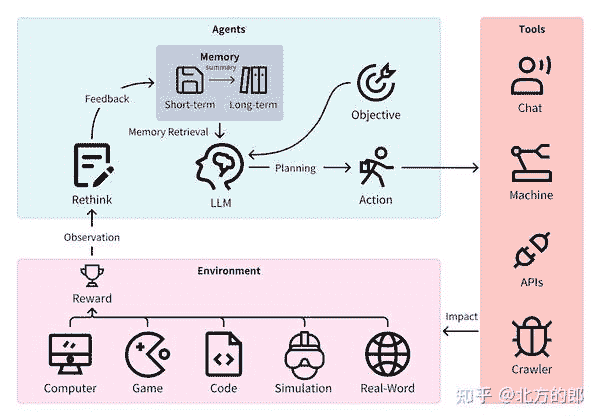 Agents
Memory
summary
Short-term
Long-term
Feedback
Memory Retrieval
Objective
Rethink
LLM
Planning
Action
Observation
Environment
Reward
Computer
Game
Code
Simulation
Real-Word
Impact
Tools
Chat
Machine
APIs
Crawler
知乎 @北方的郎